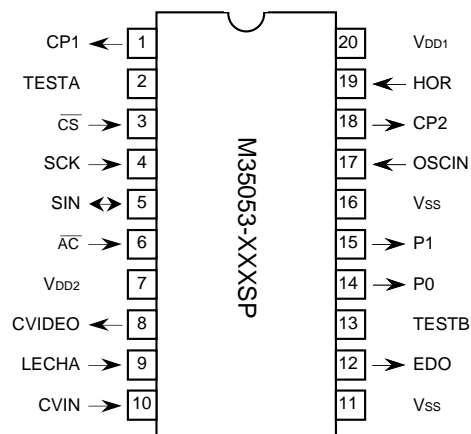 CP1 1 20 VDD1
TESTA 2 19 HOR
CS 3 18 CP2
SCK 4 17 OSCIN
SIN 5 16 VSS
AC 6 15 P1
VDD2 7 14 P0
CVIDEO 8 13 TESTB
LECHA 9 12 EDO
CVIN 10 11 VSS
M35053-XXXSP